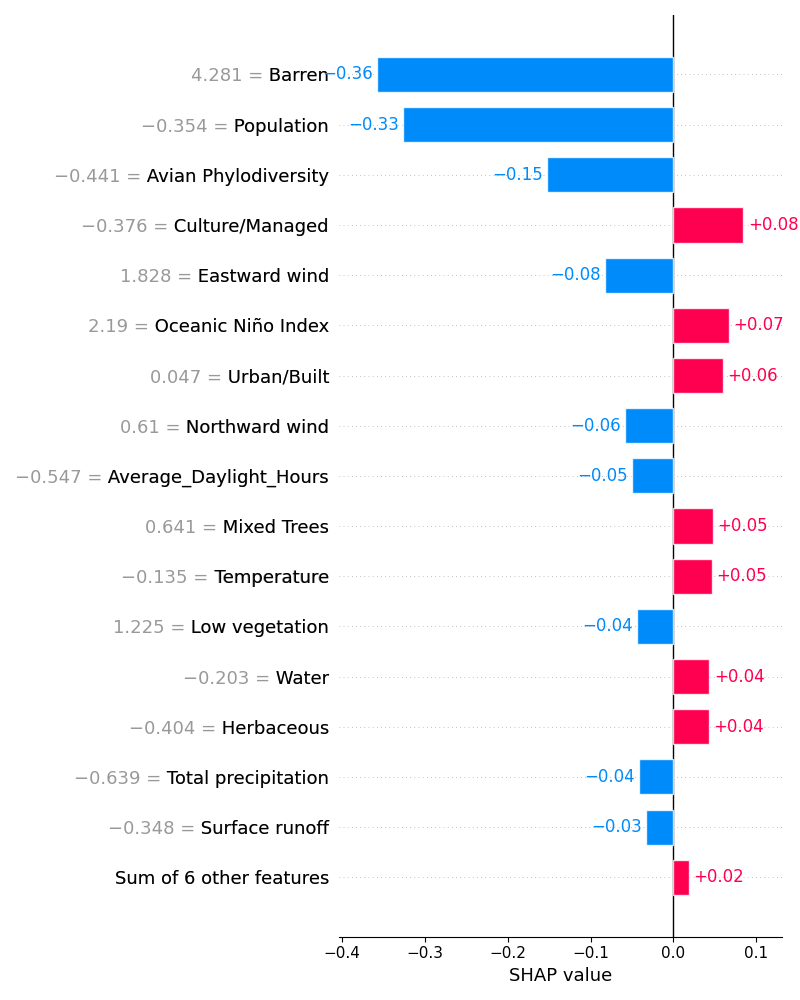 4.281 = Barren −0.36
−0.354 = Population −0.33
−0.441 = Avian Phylodiversity −0.15
−0.376 = Culture/Managed +0.08
1.828 = Eastward wind −0.08
2.19 = Oceanic Niño Index +0.07
0.047 = Urban/Built +0.06
0.61 = Northward wind −0.06
−0.547 = Average_Daylight_Hours −0.05
0.641 = Mixed Trees +0.05
−0.135 = Temperature +0.05
1.225 = Low vegetation −0.04
−0.203 = Water +0.04
−0.404 = Herbaceous +0.04
−0.639 = Total precipitation −0.04
−0.348 = Surface runoff −0.03
Sum of 6 other features +0.02
−0.4 −0.3 −0.2 −0.1 0.0 0.1
SHAP value